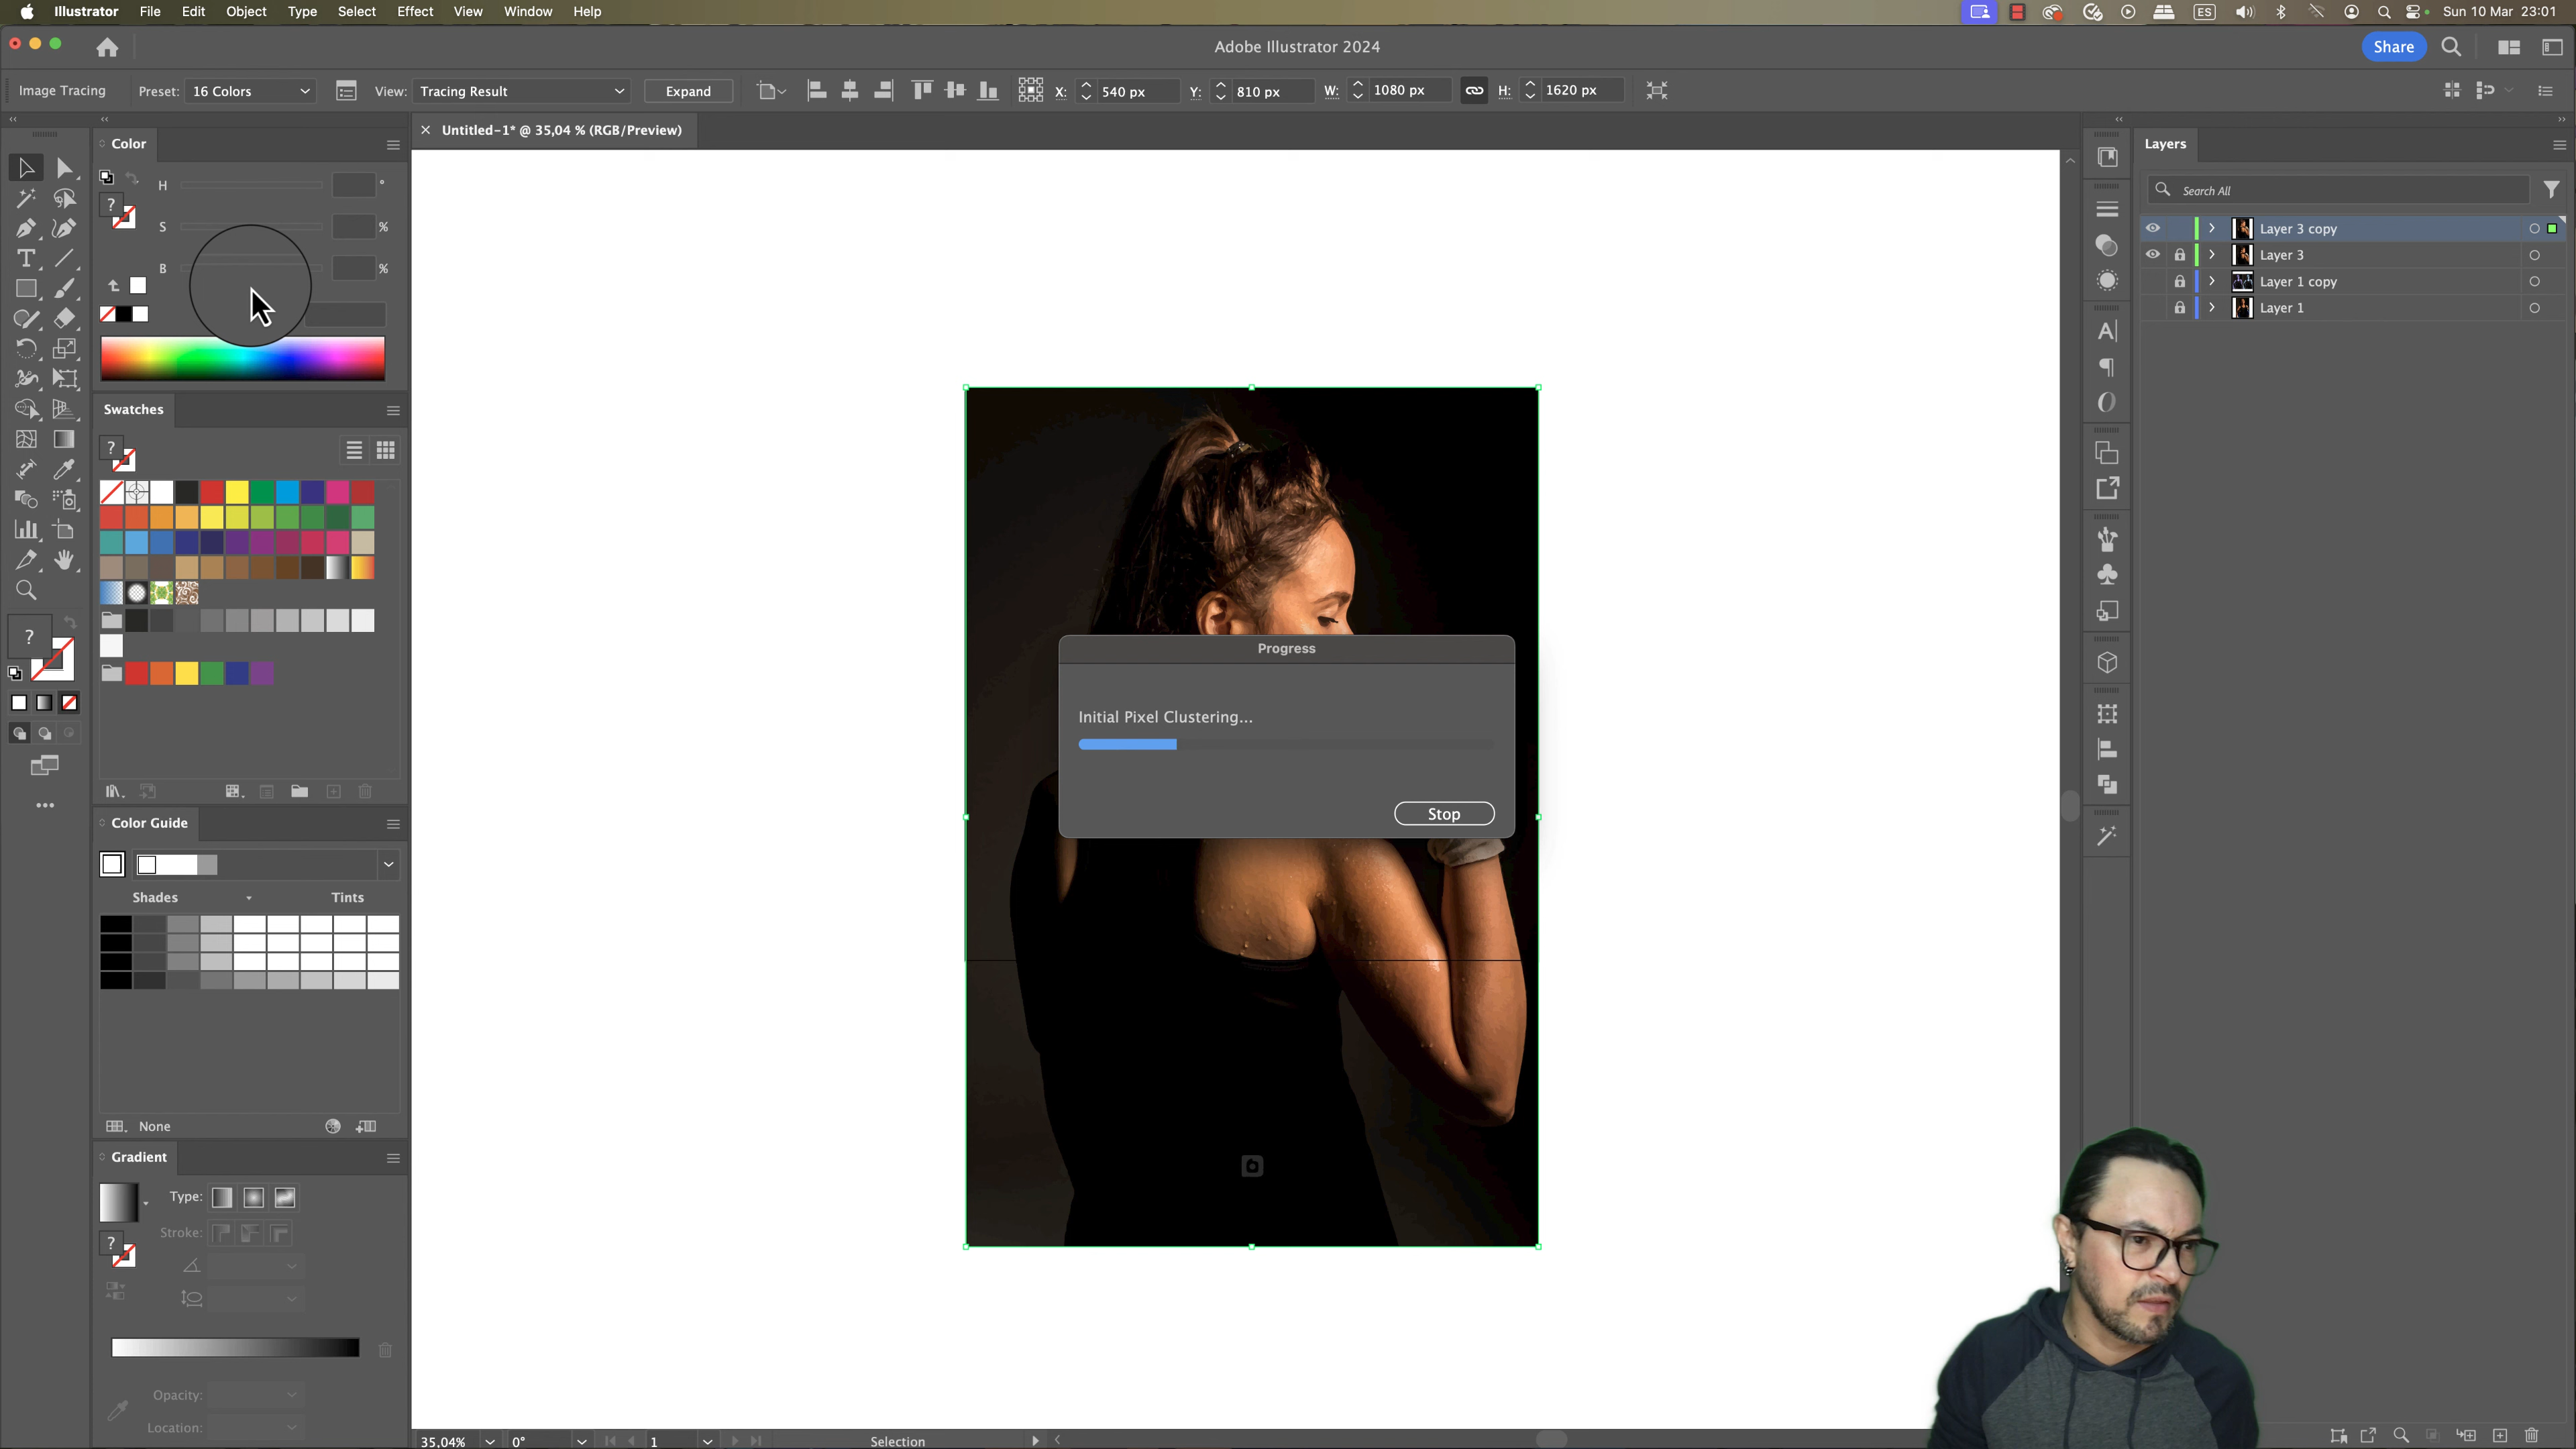 Illustrator File Edit Object Type Select Effect View Window Help
ES Sun 10 Mar 23:01
Adobe Illustrator 2024
Share
Image Tracing Preset: 16 Colors View: Tracing Result Expand X: 540 px Y: 810 px W: 1080 px H: 1620 px
Untitled-1* @ 35,04 % (RGB/Preview)
Color
H °
S %
B %
Swatches
Color Guide
Shades Tints
None
Gradient
Type:
Stroke:
Opacity:
Location:
Progress
Initial Pixel Clustering...
Stop
35,04% 0° 1 Selection
Layers
Search All
Layer 3 copy
Layer 3
Layer 1 copy
Layer 1